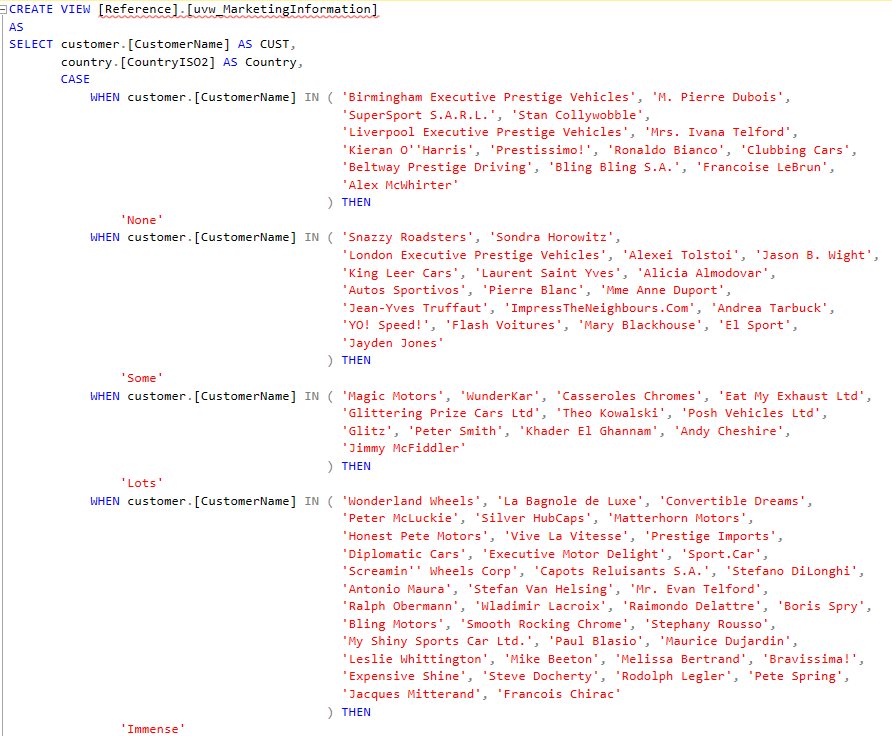 CREATE VIEW [Reference].[uvw_MarketingInformation]
AS
SELECT customer.[CustomerName] AS CUST,
country.[CountryISO2] AS Country,
CASE
WHEN customer.[CustomerName] IN ( 'Birmingham Executive Prestige Vehicles', 'M. Pierre Dubois',
'SuperSport S.A.R.L.', 'Stan Collywobble',
'Liverpool Executive Prestige Vehicles', 'Mrs. Ivana Telford',
'Kieran O''Harris', 'Prestissimo!', 'Ronaldo Bianco', 'Clubbing Cars',
'Beltway Prestige Driving', 'Bling Bling S.A.', 'Francoise LeBrun',
'Alex McWhirter'
) THEN
'None'
WHEN customer.[CustomerName] IN ( 'Snazzy Roadsters', 'Sondra Horowitz',
'London Executive Prestige Vehicles', 'Alexei Tolstoi', 'Jason B. Wight',
'King Leer Cars', 'Laurent Saint Yves', 'Alicia Almodovar',
'Autos Sportivos', 'Pierre Blanc', 'Mme Anne Duport',
'Jean-Yves Truffaut', 'ImpressTheNeighbours.Com', 'Andrea Tarbuck',
'YO! Speed!', 'Flash Voitures', 'Mary Blackhouse', 'El Sport',
'Jayden Jones'
) THEN
'Some'
WHEN customer.[CustomerName] IN ( 'Magic Motors', 'WunderKar', 'Casseroles Chromes', 'Eat My Exhaust Ltd',
'Glittering Prize Cars Ltd', 'Theo Kowalski', 'Posh Vehicles Ltd',
'Glitz', 'Peter Smith', 'Khader El Ghannam', 'Andy Cheshire',
'Jimmy McFiddler'
) THEN
'Lots'
WHEN customer.[CustomerName] IN ( 'Wonderland Wheels', 'La Bagnole de Luxe', 'Convertible Dreams',
'Peter McLuckie', 'Silver HubCaps', 'Matterhorn Motors',
'Honest Pete Motors', 'Vive La Vitesse', 'Prestige Imports',
'Diplomatic Cars', 'Executive Motor Delight', 'Sport.Car',
'Screamin'' Wheels Corp', 'Capots Reluisants S.A.', 'Stefano DiLonghi',
'Antonio Maura', 'Stefan Van Helsing', 'Mr. Evan Telford',
'Ralph Obermann', 'Wladimir Lacroix', 'Raimondo Delattre', 'Boris Spry',
'Bling Motors', 'Smooth Rocking Chrome', 'Stephany Rousso',
'My Shiny Sports Car Ltd.', 'Paul Blasio', 'Maurice Dujardin',
'Leslie Whittington', 'Mike Beeton', 'Melissa Bertrand', 'Bravissima!',
'Expensive Shine', 'Steve Docherty', 'Rodolph Legler', 'Pete Spring',
'Jacques Mitterand', 'Francois Chirac'
) THEN
'Immense'